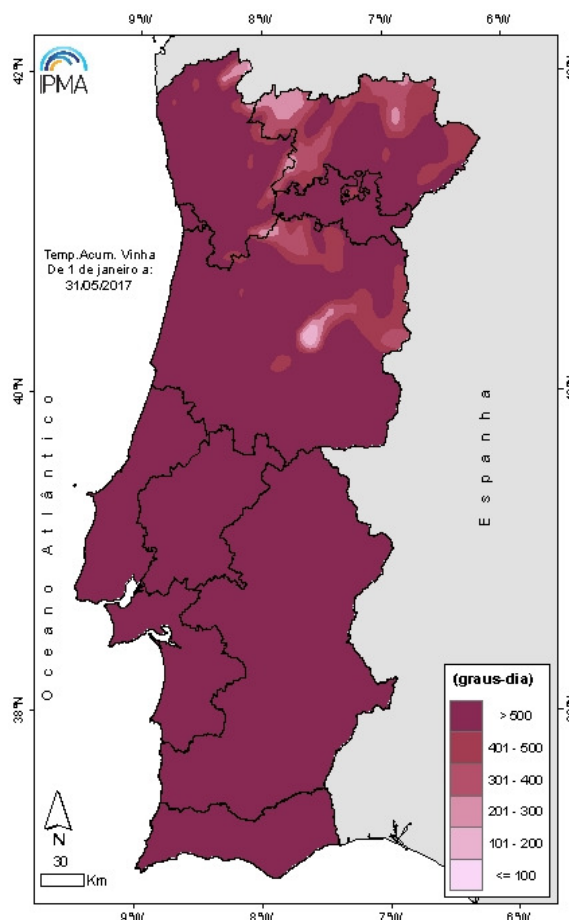 9°W 8°W 7°W 6°W
42°N
IPMA
Temp.Acum. Vinha
De 1 de janeiro a:
31/05/2017
40°N
Oceano Atlântico
Espanha
38°N
(graus-dia)
> 500
401 - 500
301 - 400
201 - 300
101 - 200
<= 100
N
30
Km
9°W 8°W 7°W 6°W